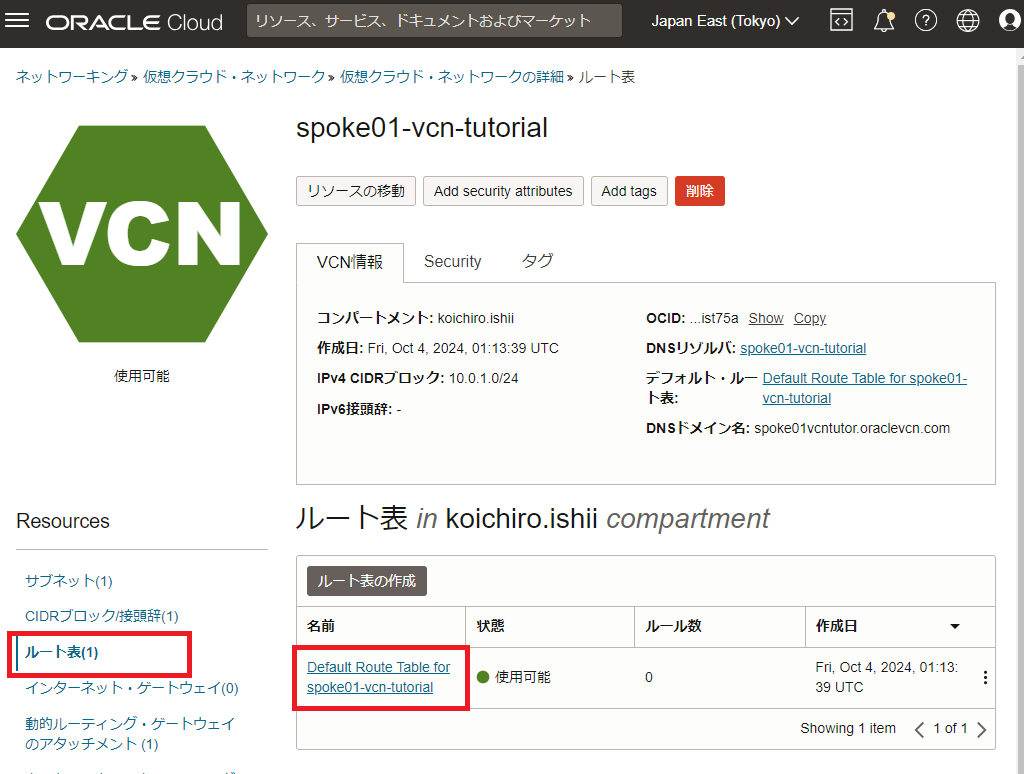 ORACLE Cloud
リソース、サービス、ドキュメントおよびマーケット
Japan East (Tokyo)
ネットワーキング » 仮想クラウド・ネットワーク » 仮想クラウド・ネットワークの詳細 » ルート表
VCN
使用可能
spoke01-vcn-tutorial
リソースの移動 Add security attributes Add tags 削除
VCN情報 Security タグ
コンパートメント: koichiro.ishii
作成日: Fri, Oct 4, 2024, 01:13:39 UTC
IPv4 CIDRブロック: 10.0.1.0/24
IPv6接頭辞: -
OCID: ...ist75a Show Copy
DNSリゾルバ: spoke01-vcn-tutorial
デフォルト・ルー Default Route Table for spoke01-
ト表: vcn-tutorial
DNSドメイン名: spoke01vcntutor.oraclevcn.com
Resources
サブネット(1)
CIDRブロック/接頭辞(1)
ルート表(1)
インターネット・ゲートウェイ(0)
動的ルーティング・ゲートウェイ
のアタッチメント (1)
ルート表 in koichiro.ishii compartment
ルート表の作成
名前 状態 ルール数 作成日
Default Route Table for
spoke01-vcn-tutorial
使用可能
0
Fri, Oct 4, 2024, 01:13:
39 UTC
Showing 1 item 1 of 1